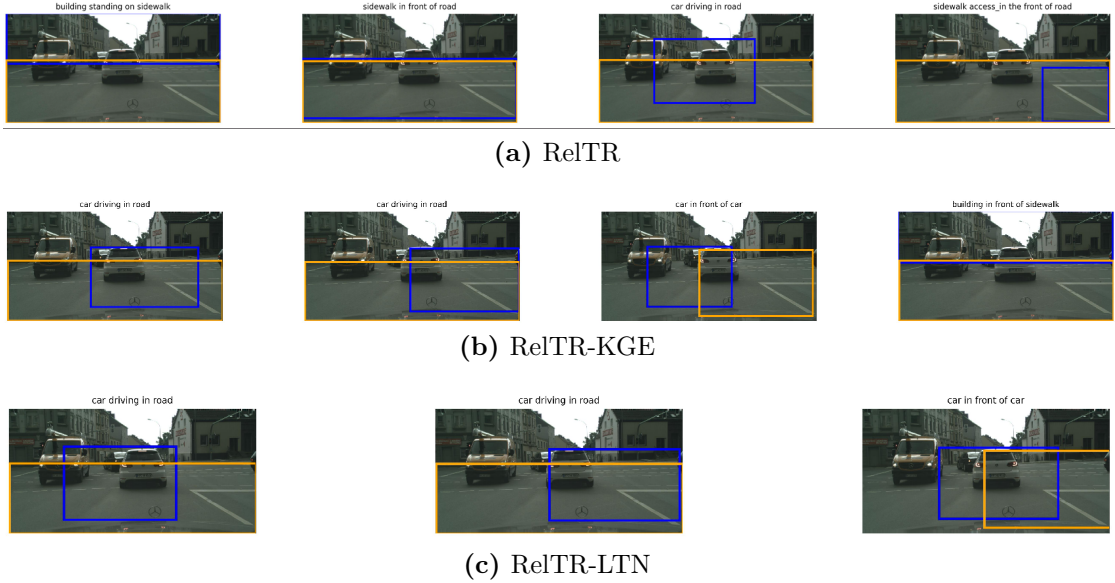 building standing on sidewalk
sidewalk in front of road
car driving in road
sidewalk access_in the front of road
(a) RelTR
car driving in road
car driving in road
car in front of car
building in front of sidewalk
(b) RelTR-KGE
car driving in road
car driving in road
car in front of car
(c) RelTR-LTN